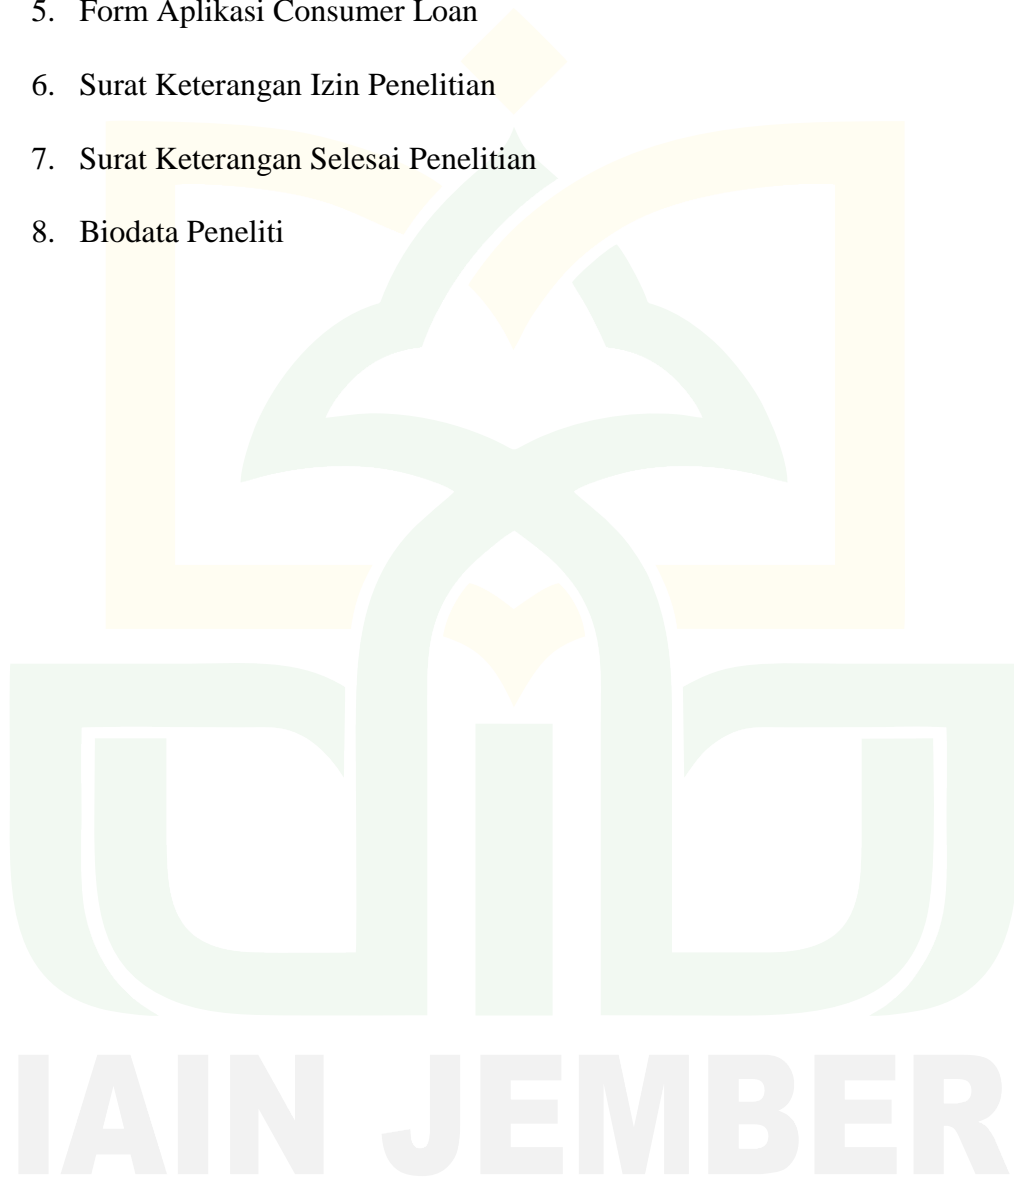 5. Form Aplikasi Consumer Loan
6. Surat Keterangan Izin Penelitian
7. Surat Keterangan Selesai Penelitian
8. Biodata Peneliti
IAIN JEMBER